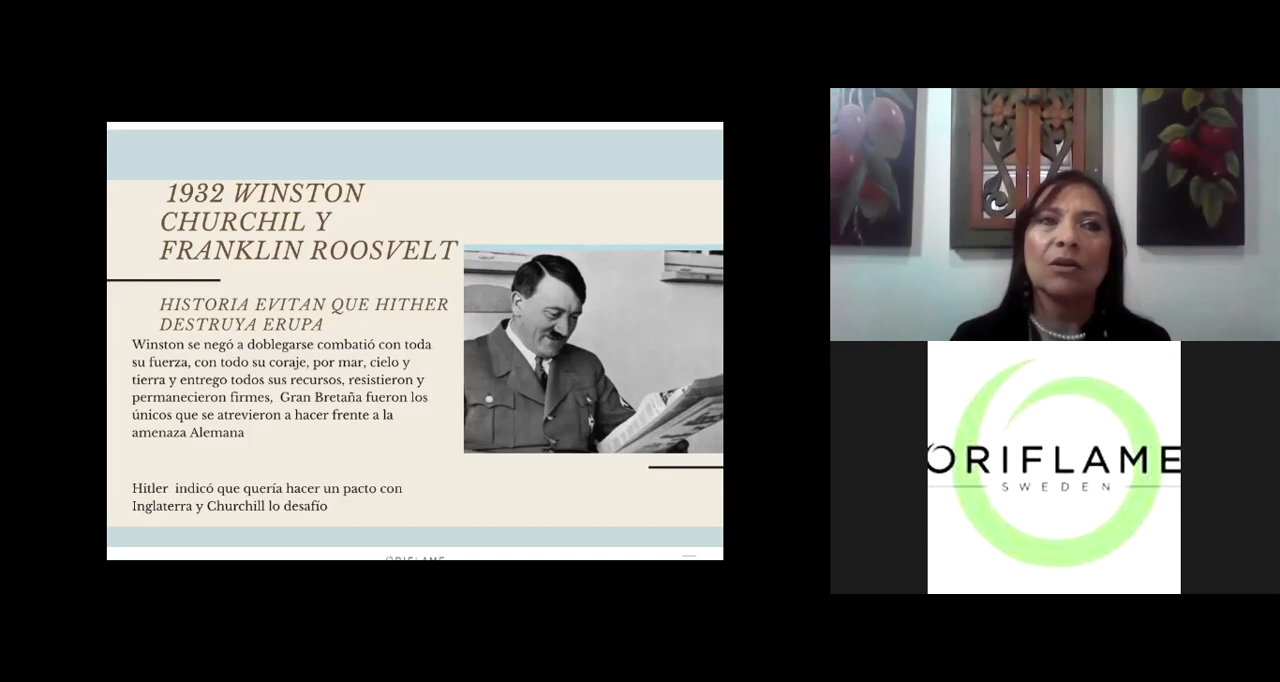 1932 WINSTON
CHURCHIL Y
FRANKLIN ROOSVELT
HISTORIA EVITAN QUE HITHER
DESTRUYA ERUPA
Winston se negó a doblegarse combatió con toda
su fuerza, con todo su coraje, por mar, cielo y
tierra y entrego todos sus recursos, resistieron y
permanecieron firmes, Gran Bretaña fueron los
únicos que se atrevieron a hacer frente a la
amenaza Alemana
Hitler indicó que quería hacer un pacto con
Inglaterra y Churchill lo desafío
ORIFLAME
ORIFLAME
SWEDEN